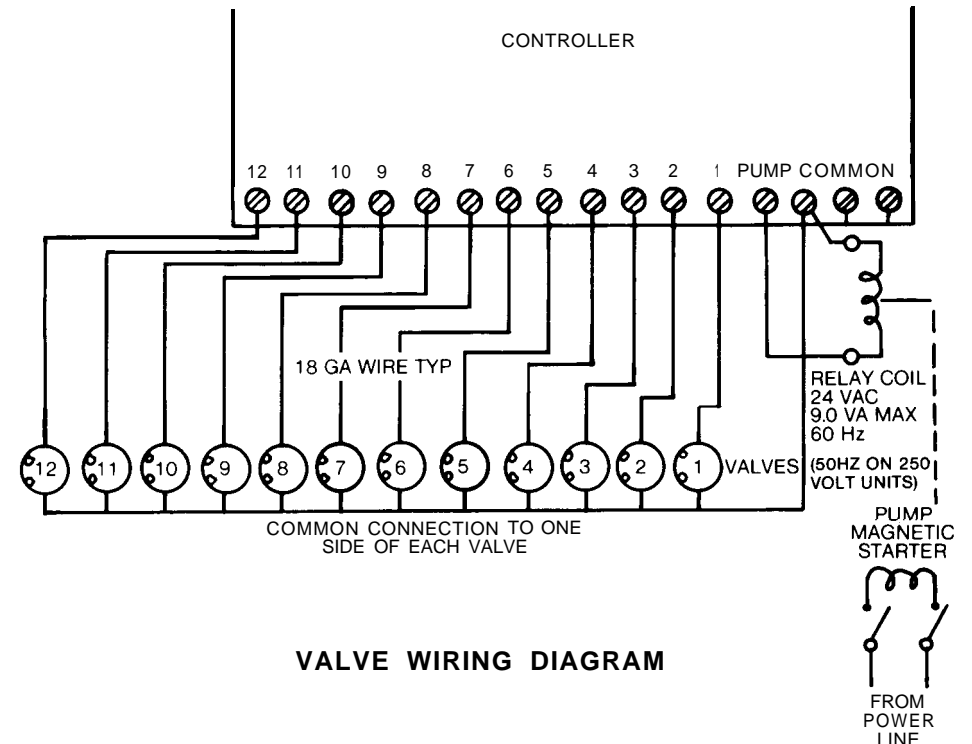 CONTROLLER
12 11 10 9 8 7 6 5 4 3 2 1 PUMP COMMON
18 GA WIRE TYP
RELAY COIL
24 VAC
9.0 VA MAX
60 Hz
(50HZ ON 250
VOLT UNITS)
12 11 10 9 8 7 6 5 4 3 2 1 VALVES
COMMON CONNECTION TO ONE
SIDE OF EACH VALVE
PUMP
MAGNETIC
STARTER
VALVE WIRING DIAGRAM
FROM
POWER
LINE